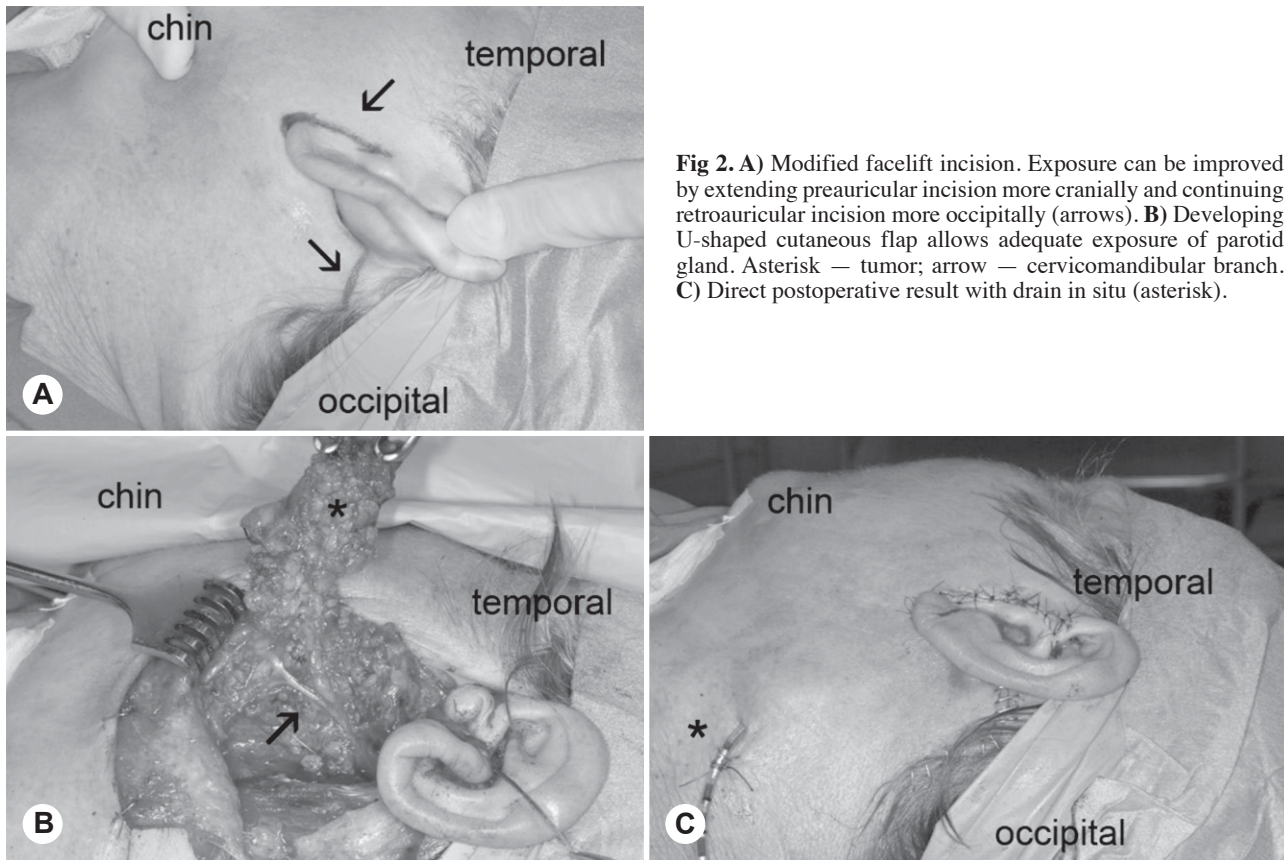 chin
temporal
occipital
A
Fig 2. A) Modified facelift incision. Exposure can be improved
by extending preauricular incision more cranially and continuing
retroauricular incision more occipitally (arrows). B) Developing
U-shaped cutaneous flap allows adequate exposure of parotid
gland. Asterisk — tumor; arrow — cervicomandibular branch.
C) Direct postoperative result with drain in situ (asterisk).
chin
*
temporal
B
chin
temporal
*
occipital
C